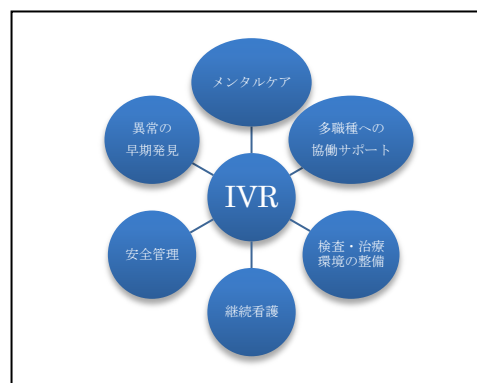 メンタルケア
異常の
早期発見
多職種への
協働サポート
IVR
安全管理
検査・治療
環境の整備
継続看護